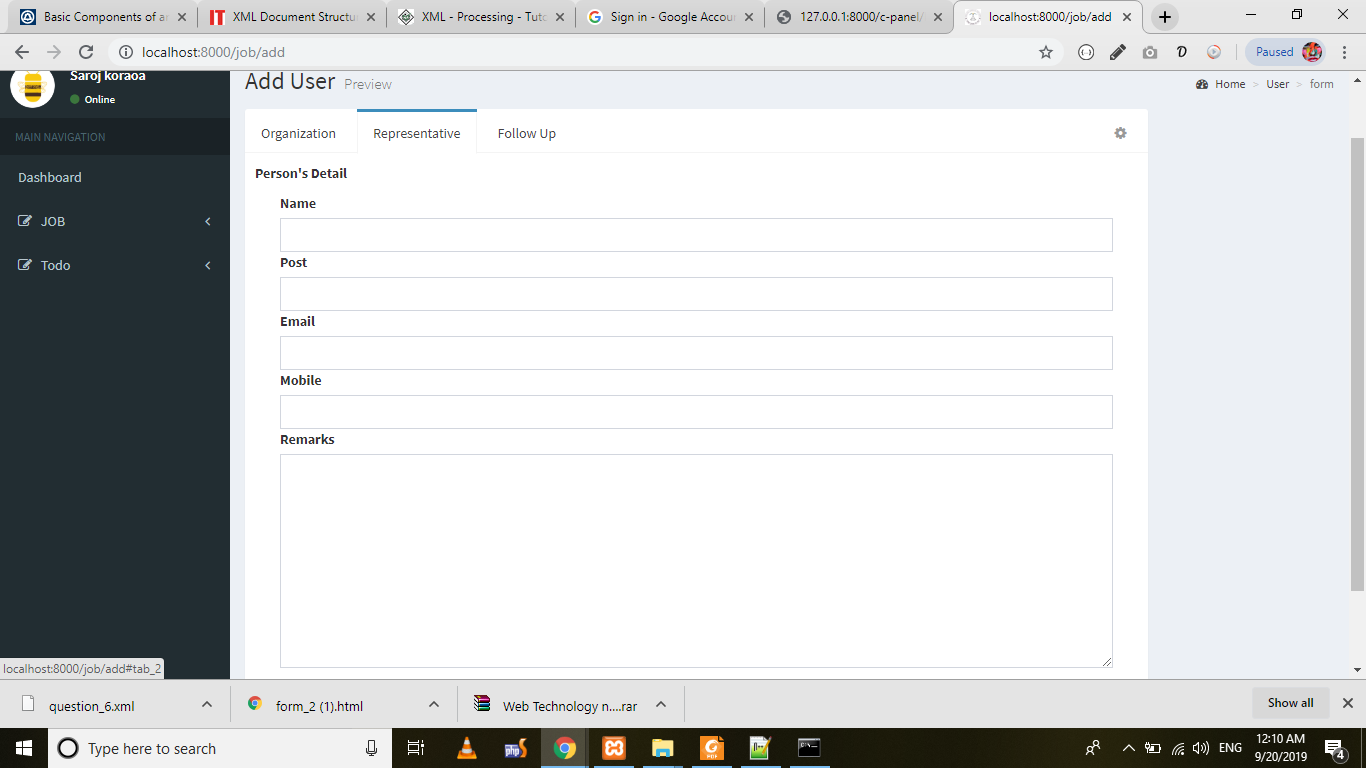 Basic Components of a
XML Document Structu
XML - Processing - Tuto
Sign in - Google Accou
127.0.0.1:8000/c-panel/
localhost:8000/job/add
localhost:8000/job/add
Paused
Saroj koraoa
Online
Add User Preview
Home > User > form
MAIN NAVIGATION
Organization
Representative
Follow Up
Dashboard
Person's Detail
JOB
Name
Todo
Post
Email
Mobile
Remarks
localhost:8000/job/add#tab_2
question_6.xml
form_2 (1).html
Web Technology n....rar
Show all
Type here to search
ENG
12:10 AM
9/20/2019
4